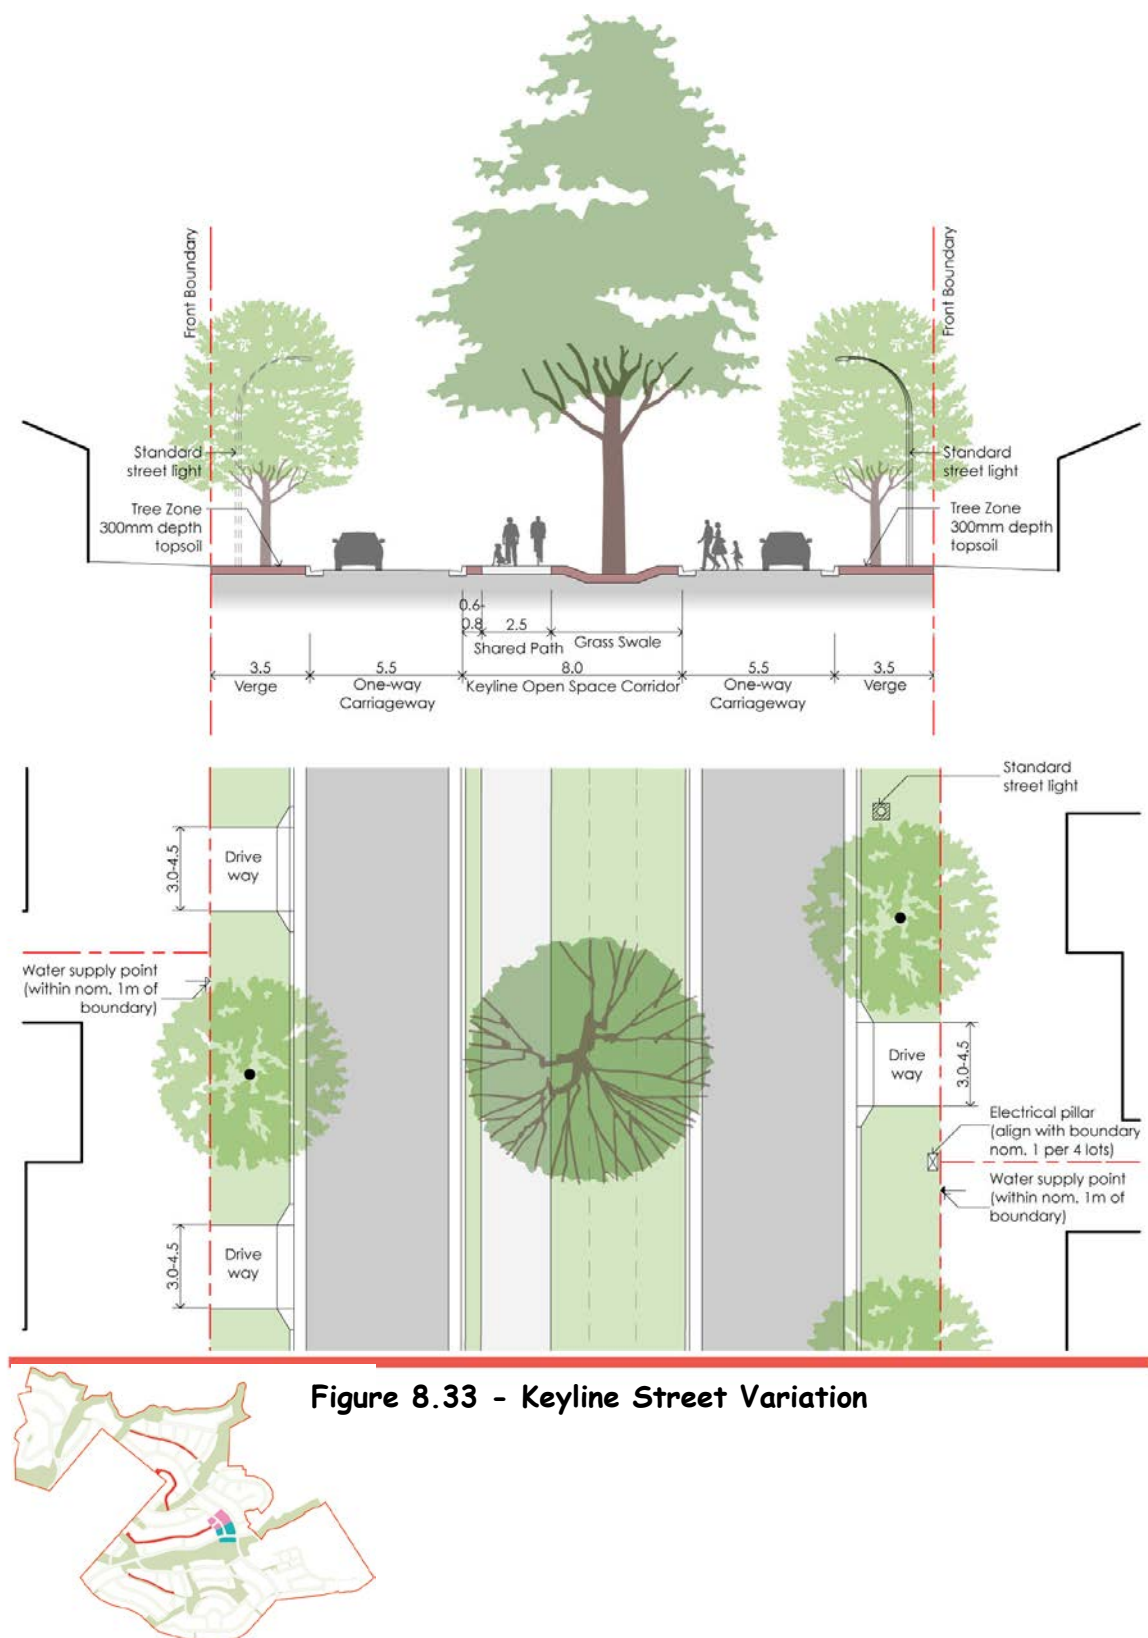 Front Boundary
Front Boundary
Standard
street light
Tree Zone
300mm depth
topsoil
Standard
street light
Tree Zone
300mm depth
topsoil
0.6-
0.8
2.5
Shared Path
Grass Swale
3.5
Verge
5.5
One-way
Carriageway
8.0
Keyline Open Space Corridor
5.5
One-way
Carriageway
3.5
Verge
Standard
street light
3.0-4.5
Drive
way
Water supply point
(within nom. 1m of
boundary)
Drive
way
3.0-4.5
Electrical pillar
(align with boundary
nom. 1 per 4 lots)
Water supply point
(within nom. 1m of
boundary)
3.0-4.5
Drive
way
Figure 8.33 - Keyline Street Variation